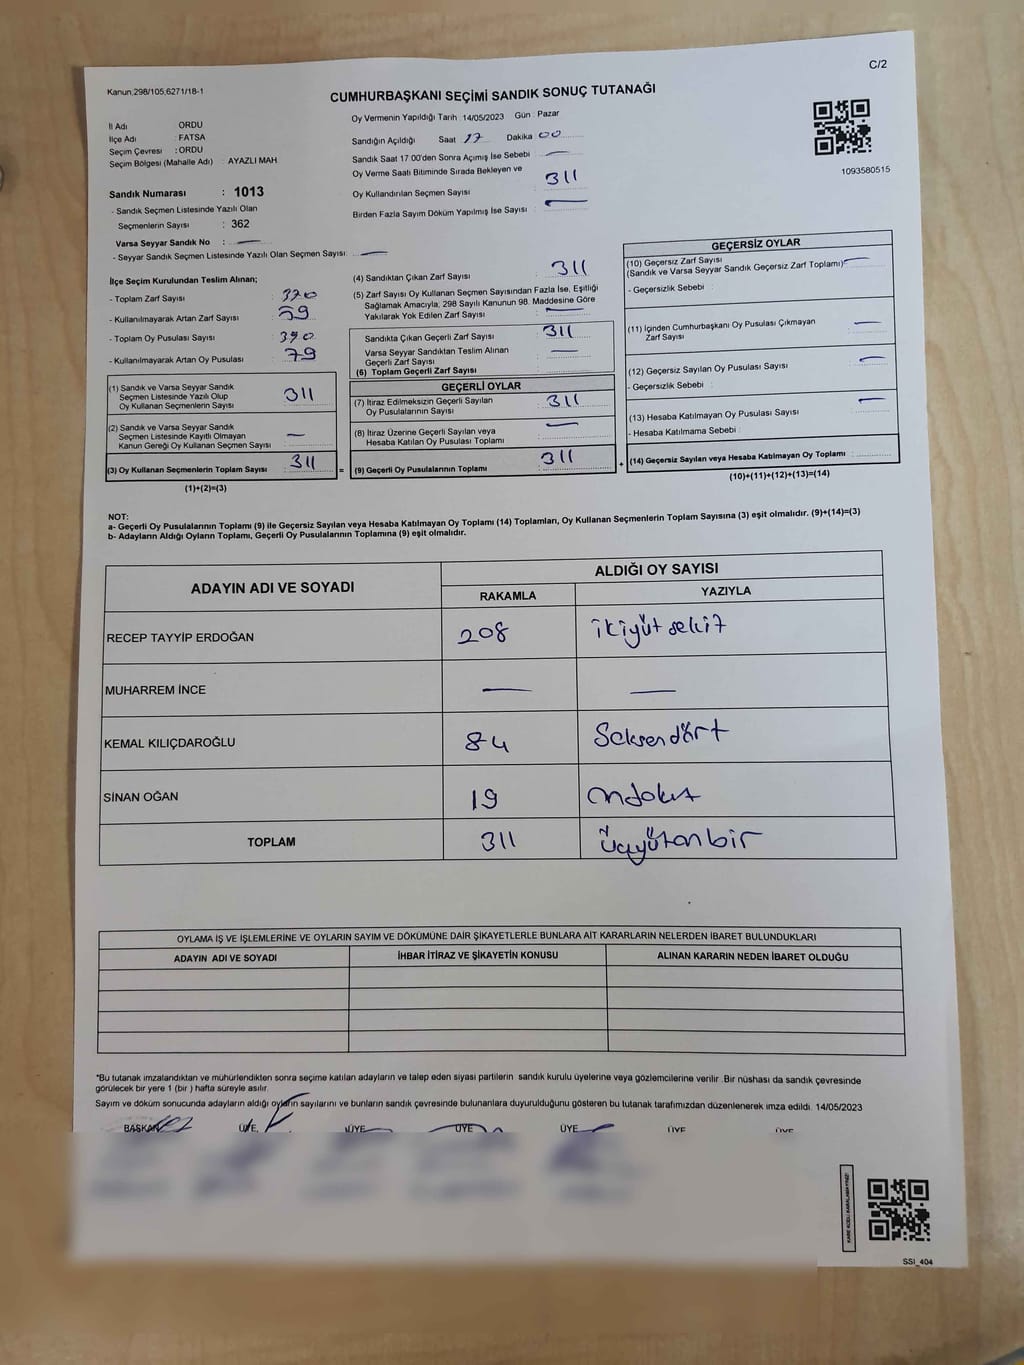 C/2
Kanun,298/105,6271/18-1
CUMHURBAŞKANI SEÇİMİ SANDIK SONUÇ TUTANAĞI
Oy Vermenin Yapıldığı Tarih : 14/05/2023 Gün : Pazar
İl Adı : ORDU
İlçe Adı : FATSA
Seçim Çevresi : ORDU
Seçim Bölgesi (Mahalle Adı) : AYAZLI MAH
Sandık Numarası : 1013
- Sandık Seçmen Listesinde Yazılı Olan
Seçmenlerin Sayısı : 362
Varsa Seyyar Sandık No : —
- Seyyar Sandık Seçmen Listesinde Yazılı Olan Seçmen Sayısı: —
Sandığın Açıldığı Saat 17 Dakika 00
Sandık Saat 17:00'den Sonra Açımış İse Sebebi —
Oy Verme Saati Bitiminde Sırada Bekleyen ve
Oy Kullandırılan Seçmen Sayısı : 311
Birden Fazla Sayım Döküm Yapılmış İse Sayısı : —
1093580515
İlçe Seçim Kurulundan Teslim Alınan;
- Toplam Zarf Sayısı :
- Kullanılmayarak Artan Zarf Sayısı :
- Toplam Oy Pusulası Sayısı :
- Kullanılmayarak Artan Oy Pusulası : 79
(1) Sandık ve Varsa Seyyar Sandık
Seçmen Listesinde Yazılı Olup
Oy Kullanan Seçmenlerin Sayısı : 311
(2) Sandık ve Varsa Seyyar Sandık
Seçmen Listesinde Kayıtlı Olmayan
Kanun Gereği Oy Kullanan Seçmen Sayısı : —
(3) Oy Kullanan Seçmenlerin Toplam Sayısı : 311
(1)+(2)=(3)
=
(4) Sandıktan Çıkan Zarf Sayısı : 311
(5) Zarf Sayısı Oy Kullanan Seçmen Sayısından Fazla İse, Eşitliği
Sağlamak Amacıyla; 298 Sayılı Kanunun 98. Maddesine Göre
Yakılarak Yok Edilen Zarf Sayısı : —
Sandıkta Çıkan Geçerli Zarf Sayısı : 311
Varsa Seyyar Sandıktan Teslim Alınan
Geçerli Zarf Sayısı : —
(6) Toplam Geçerli Zarf Sayısı :
GEÇERLİ OYLAR
(7) İtiraz Edilmeksizin Geçerli Sayılan
Oy Pusulalarının Sayısı : 311
(8) İtiraz Üzerine Geçerli Sayılan veya
Hesaba Katılan Oy Pusulası Toplamı : —
(9) Geçerli Oy Pusulalarının Toplamı : 311
+
GEÇERSİZ OYLAR
(10) Geçersiz Zarf Sayısı
(Sandık ve Varsa Seyyar Sandık Geçersiz Zarf Toplamı) —
- Geçersizlik Sebebi :
(11) İçinden Cumhurbaşkanı Oy Pusulası Çıkmayan
Zarf Sayısı : —
(12) Geçersiz Sayılan Oy Pusulası Sayısı : —
- Geçersizlik Sebebi :
(13) Hesaba Katılmayan Oy Pusulası Sayısı : —
- Hesaba Katılmama Sebebi :
(14) Geçersiz Sayılan veya Hesaba Katılmayan Oy Toplamı :
(10)+(11)+(12)+(13)=(14)
NOT:
a- Geçerli Oy Pusulalarının Toplamı (9) ile Geçersiz Sayılan veya Hesaba Katılmayan Oy Toplamı (14) Toplamları, Oy Kullanan Seçmenlerin Toplam Sayısına (3) eşit olmalıdır. (9)+(14)=(3)
b- Adayların Aldığı Oyların Toplamı, Geçerli Oy Pusulalarının Toplamına (9) eşit olmalıdır.
ADAYIN ADI VE SOYADI ALDIĞI OY SAYISI
RAKAMLA YAZIYLA
RECEP TAYYİP ERDOĞAN 208 ikiyüz sekiz
MUHARREM İNCE — —
KEMAL KILIÇDAROĞLU 84 Seksendört
SİNAN OĞAN 19 ondokuz
TOPLAM 311 üçyüzonbir
OYLAMA İŞ VE İŞLEMLERİNE VE OYLARIN SAYIM VE DÖKÜMÜNE DAİR ŞİKAYETLERLE BUNLARA AİT KARARLARIN NELERDEN İBARET BULUNDUKLARI
ADAYIN ADI VE SOYADI İHBAR İTİRAZ VE ŞİKAYETİN KONUSU ALINAN KARARIN NEDEN İBARET OLDUĞU
*Bu tutanak imzalandıktan ve mühürlendikten sonra seçime katılan adayların ve talep eden siyasi partilerin sandık kurulu üyelerine veya gözlemcilerine verilir .Bir nüshası da sandık çevresinde
görülecek bir yere 1 (bir ) hafta süreyle asılır.
Sayım ve döküm sonucunda adayların aldığı oyların sayılarını ve bunların sandık çevresinde bulunanlara duyurulduğunu gösteren bu tutanak tarafımızdan düzenlenerek imza edildi. 14/05/2023
BAŞKAN ÜYE ÜYE ÜYE ÜYE ÜYE ÜYE
SSI_404